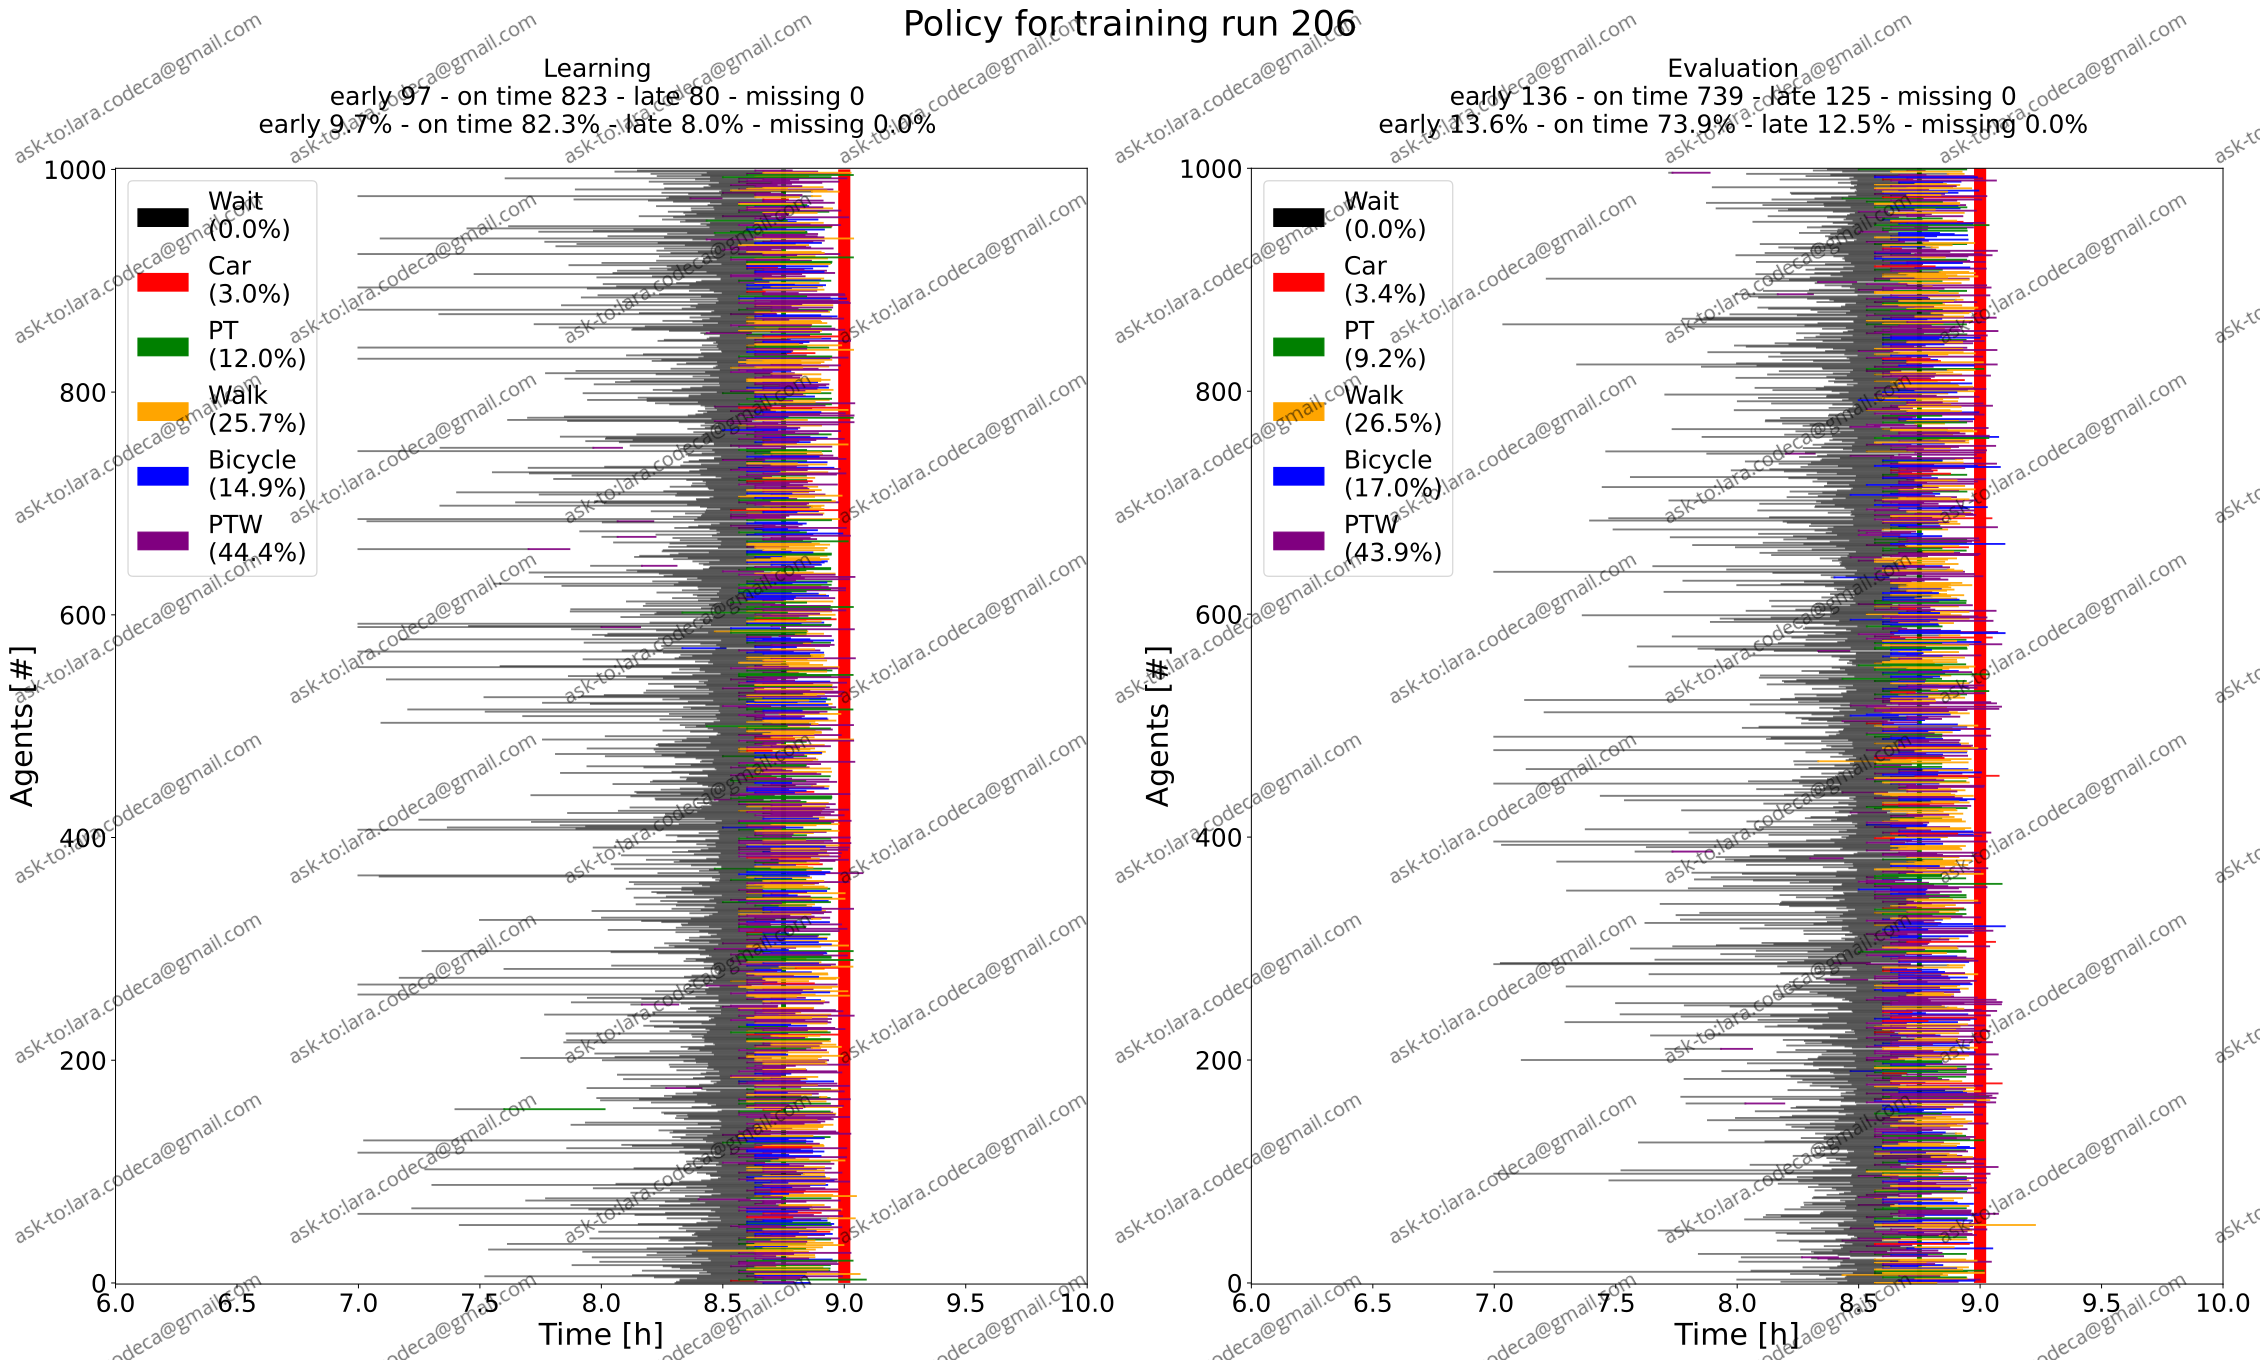 Policy for training run 206
Learning
early 97 - on time 823 - late 80 - missing 0
early 9.7% - on time 82.3% - late 8.0% - missing 0.0%
Agents [#]
1000
800
600
400
200
0
Wait
(0.0%)
Car
(3.0%)
PT
(12.0%)
Walk
(25.7%)
Bicycle
(14.9%)
PTW
(44.4%)
6.0 6.5 7.0 7.5 8.0 8.5 9.0 9.5 10.0
Time [h]
Evaluation
early 136 - on time 739 - late 125 - missing 0
early 13.6% - on time 73.9% - late 12.5% - missing 0.0%
Agents [#]
1000
800
600
400
200
0
Wait
(0.0%)
Car
(3.4%)
PT
(9.2%)
Walk
(26.5%)
Bicycle
(17.0%)
PTW
(43.9%)
6.0 6.5 7.0 7.5 8.0 8.5 9.0 9.5 10.0
Time [h]
ask-to:lara.codeca@gmail.com